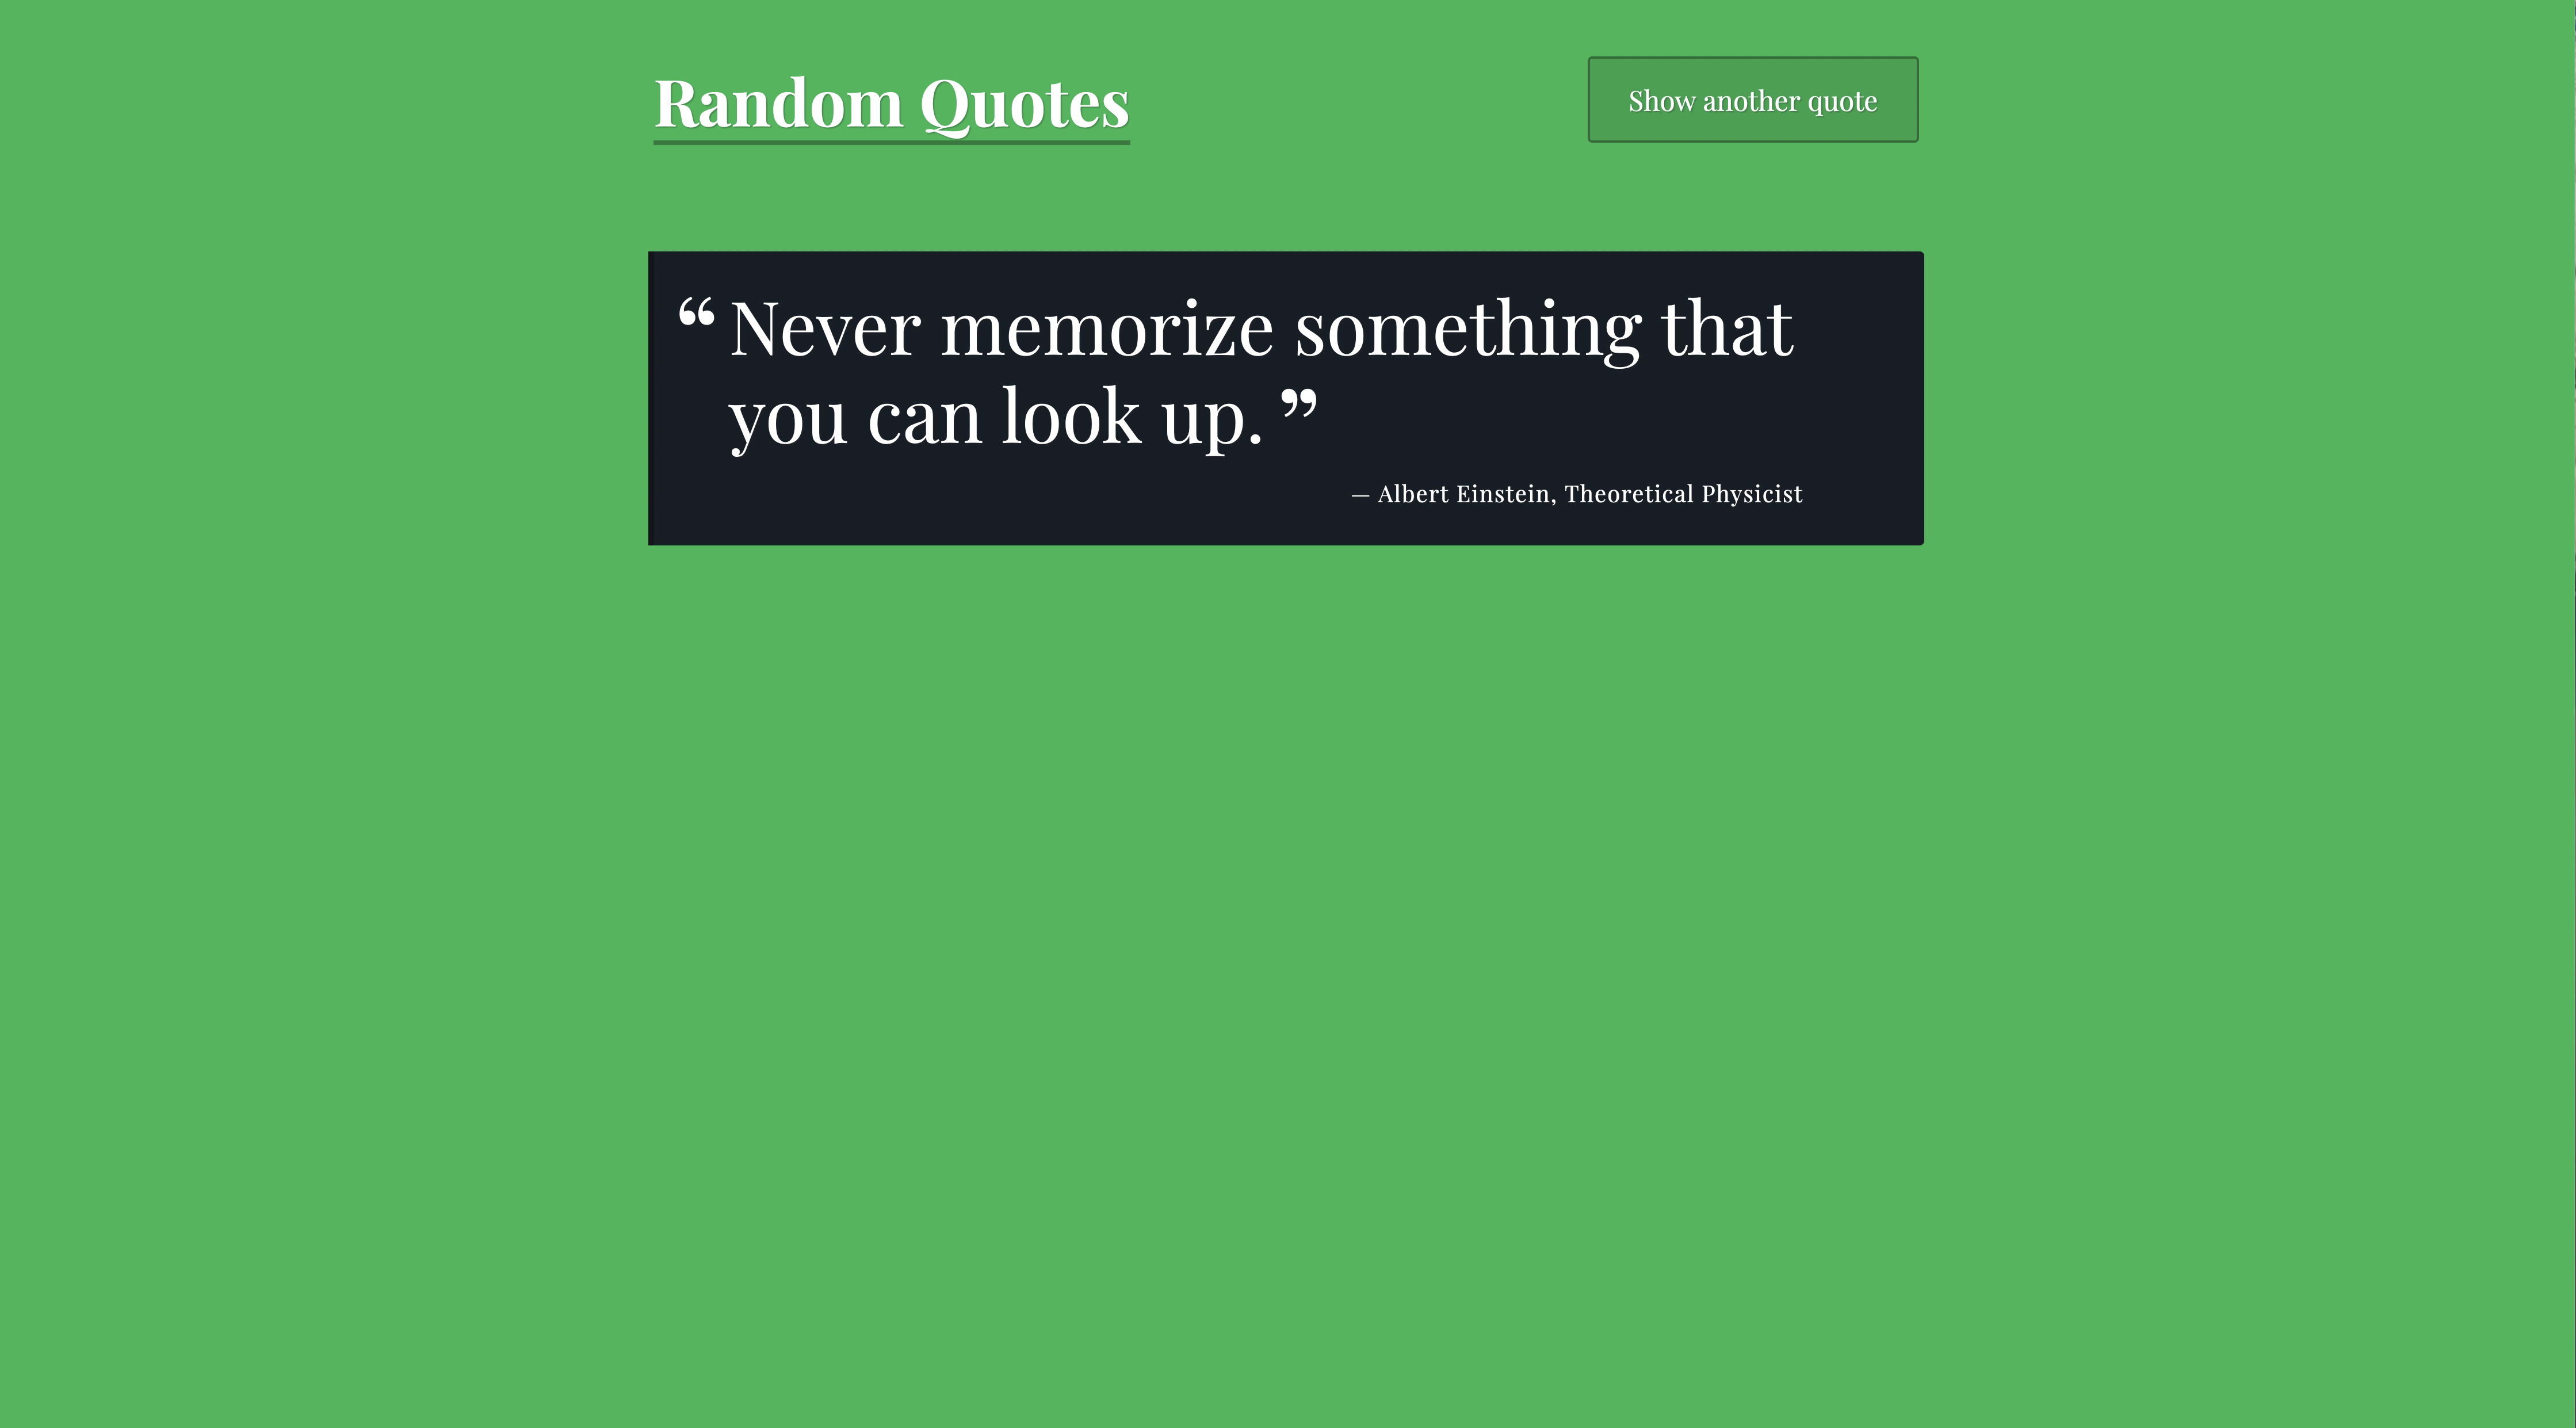 Random Quotes
Show another quote
“ Never memorize something that
you can look up. ”
— Albert Einstein, Theoretical Physicist